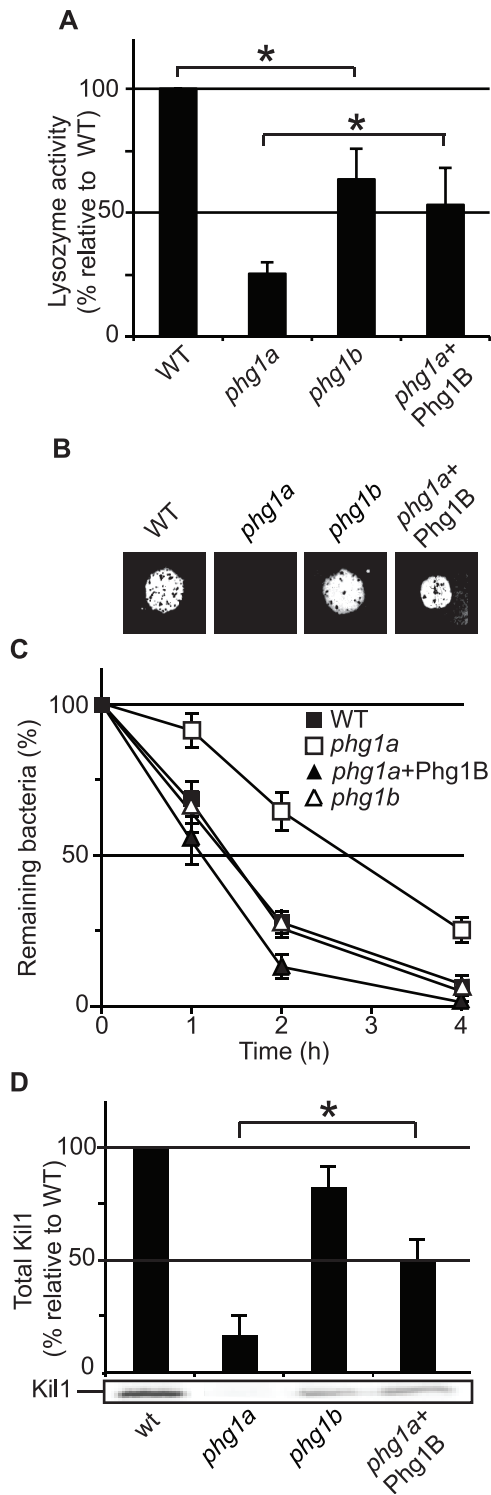 A
*
*
100
50
0
Lysozyme activity
(% relative to WT)
WT
phg1a
phg1b
phg1a+
Phg1B
B
WT
phg1a
phg1b
phg1a+
Phg1B
C
100
50
0
Remaining bacteria (%)
WT
phg1a
phg1a+Phg1B
phg1b
0 1 2 3 4
Time (h)
D
*
100
50
0
Total Kil1
(% relative to WT)
Kil1
wt
phg1a
phg1b
phg1a+
Phg1B